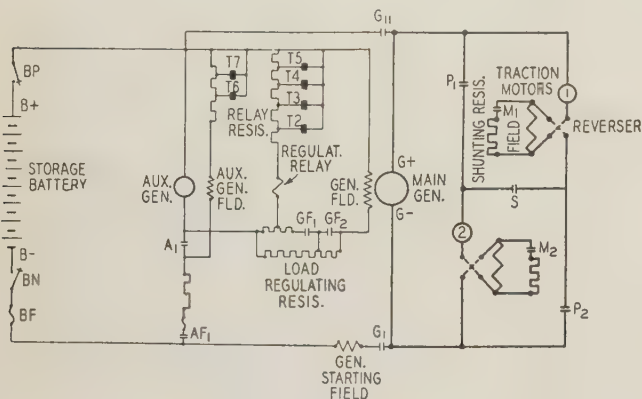 G11
BP
B+
STORAGE
BATTERY
B-
BN
BF
T7
T6
T5
T4
T3
T2
RELAY
RESIS.
REGULAT.
RELAY
AUX.
GEN.
AUX.
GEN.
FLD.
A1
AF1
GF1
GF2
LOAD
REGULATING
RESIS.
GEN.
FLD.
G+
MAIN
GEN.
G-
G1
GEN.
STARTING
FIELD
P1
SHUNTING RESIS.
M1
FIELD
TRACTION
MOTORS
1
REVERSER
S
2
M2
P2